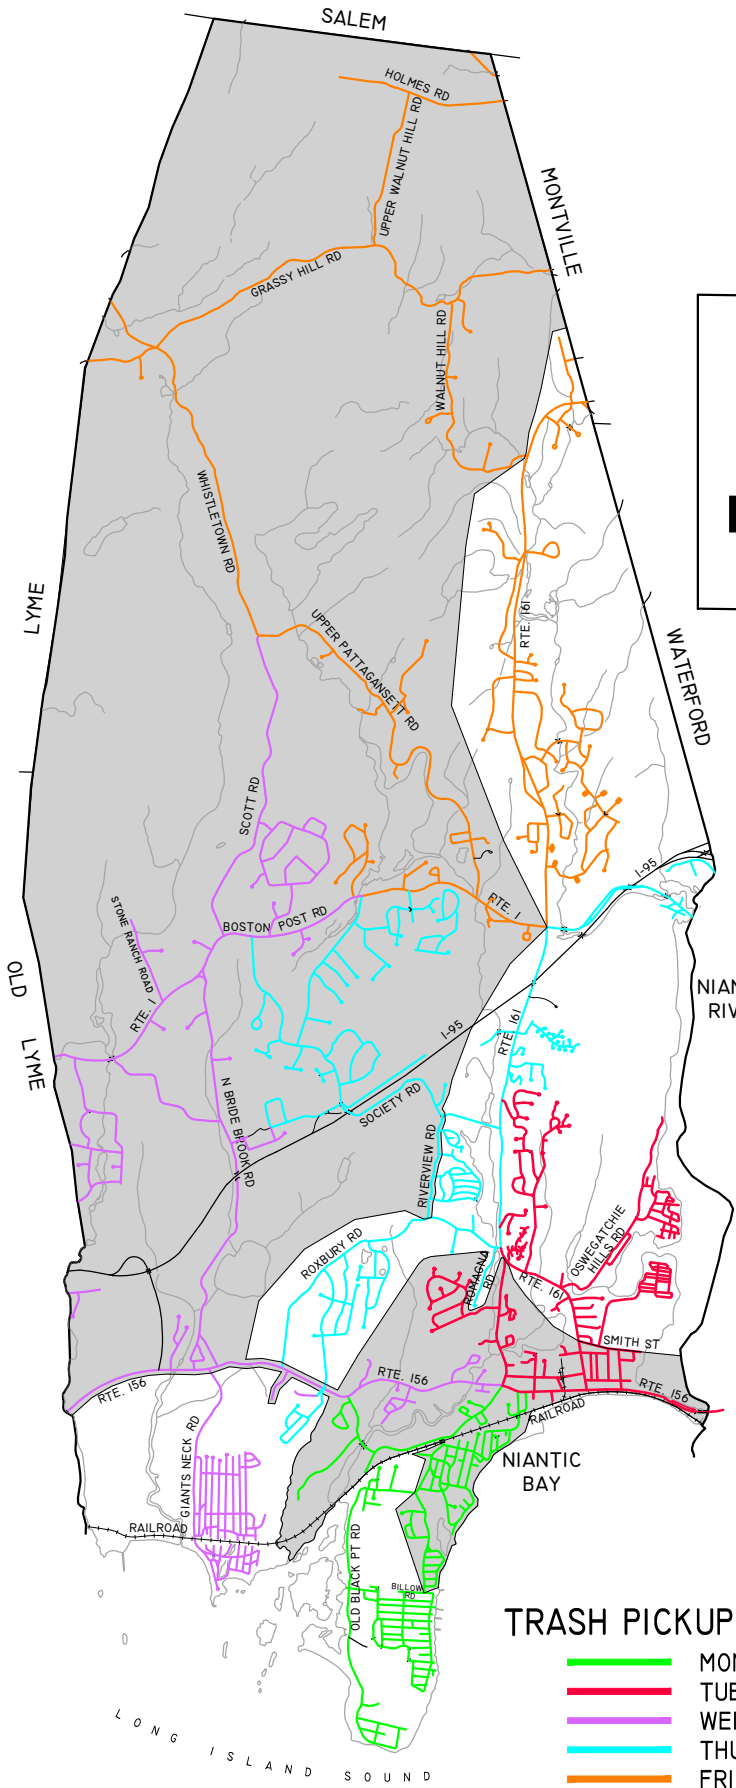 SALEM
HOLMES RD
UPPER WALNUT HILL RD
MONTVILLE
GRASSY HILL RD
WALNUT HILL RD
WHISTLETOWN RD
LYME
RTE. 161
UPPER PATTAGANSETT RD
WATERFORD
SCOTT RD
I-95
STONE RANCH ROAD
BOSTON POST RD
RTE. 1
OLD
LYME
RTE. 1
NIAN
RIV
I-95
RTE. 161
SOCIETY RD
N BRIDE BROOK RD
RIVERVIEW RD
ROXBURY RD
OSWEGATCHIE
HILLS RD
ROMAGNA
RD
RTE. 161
SMITH ST
RTE. 156
RTE. 156
RTE. 156
RAILROAD
GIANTS NECK RD
NIANTIC
BAY
RAILROAD
OLD BLACK PT RD
BILLOW
RD
TRASH PICKUP
MON
TUE
WED
THU
FRI
LONG ISLAND SOUND